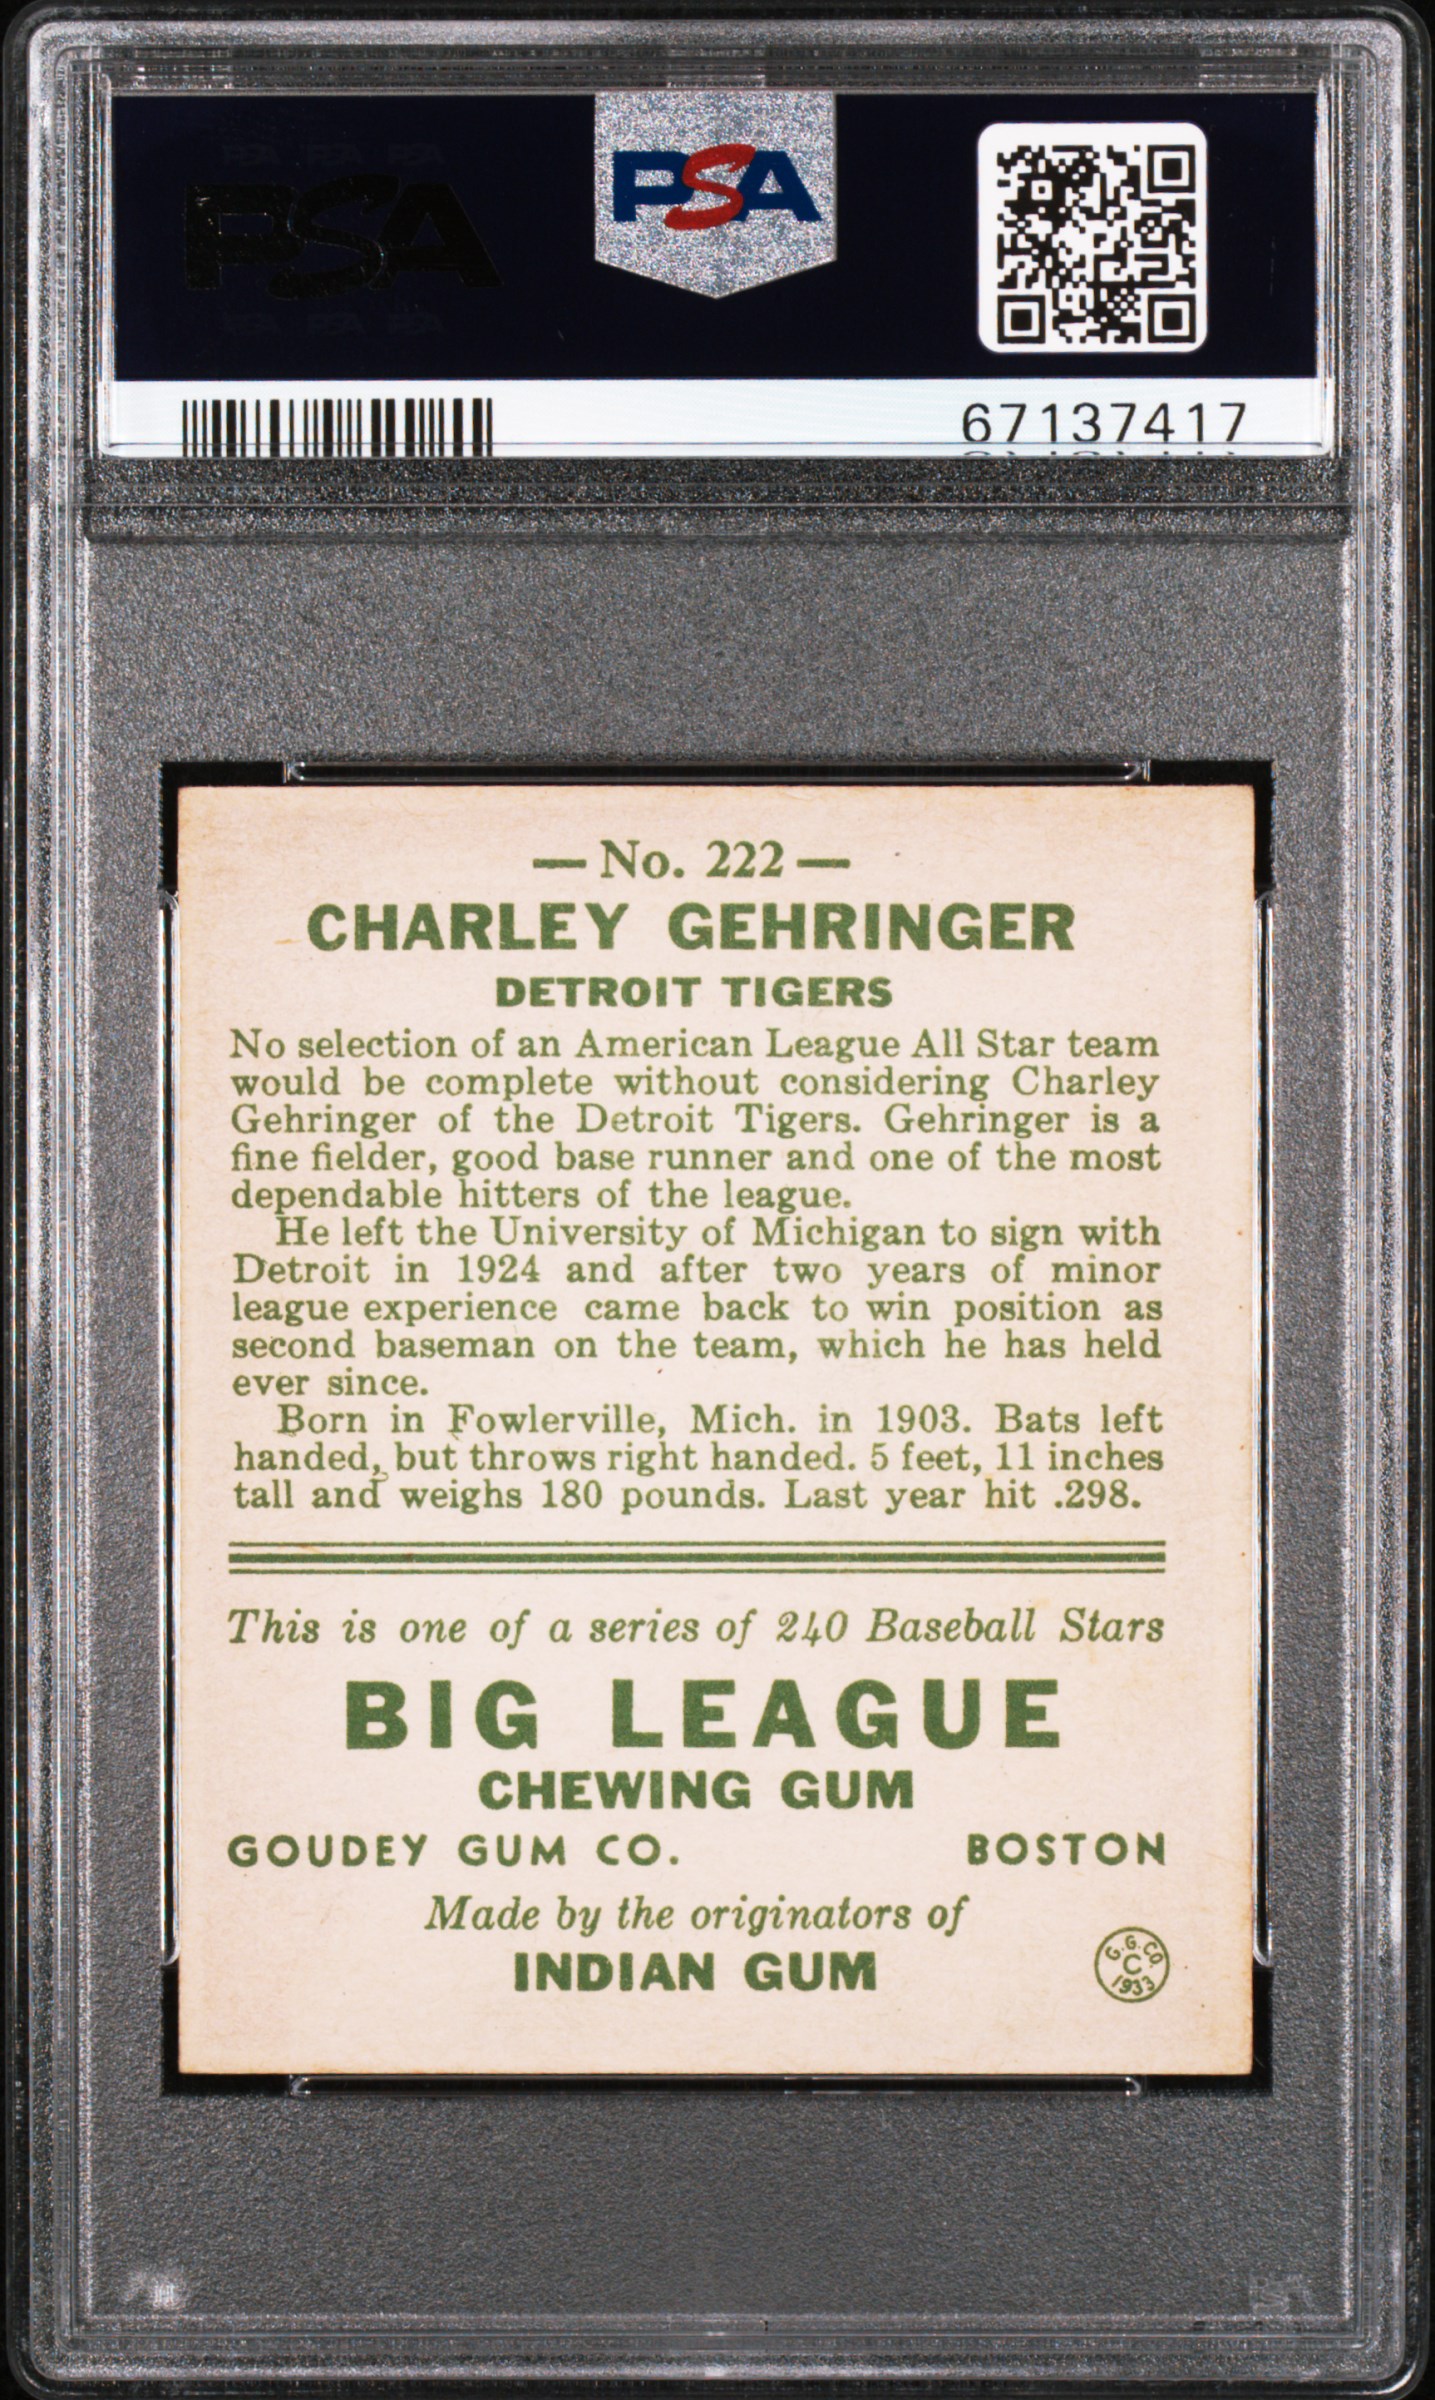 PSA PSA PSA
PSA
PSA PSA PSA
PSA
67137417
— No. 222 —
CHARLEY GEHRINGER
DETROIT TIGERS
No selection of an American League All Star team
would be complete without considering Charley
Gehringer of the Detroit Tigers. Gehringer is a
fine fielder, good base runner and one of the most
dependable hitters of the league.
He left the University of Michigan to sign with
Detroit in 1924 and after two years of minor
league experience came back to win position as
second baseman on the team, which he has held
ever since.
Born in Fowlerville, Mich. in 1903. Bats left
handed, but throws right handed. 5 feet, 11 inches
tall and weighs 180 pounds. Last year hit .298.
This is one of a series of 240 Baseball Stars
BIG LEAGUE
CHEWING GUM
GOUDEY GUM CO. BOSTON
Made by the originators of
INDIAN GUM
G.G.CO.
C
1933
PSA